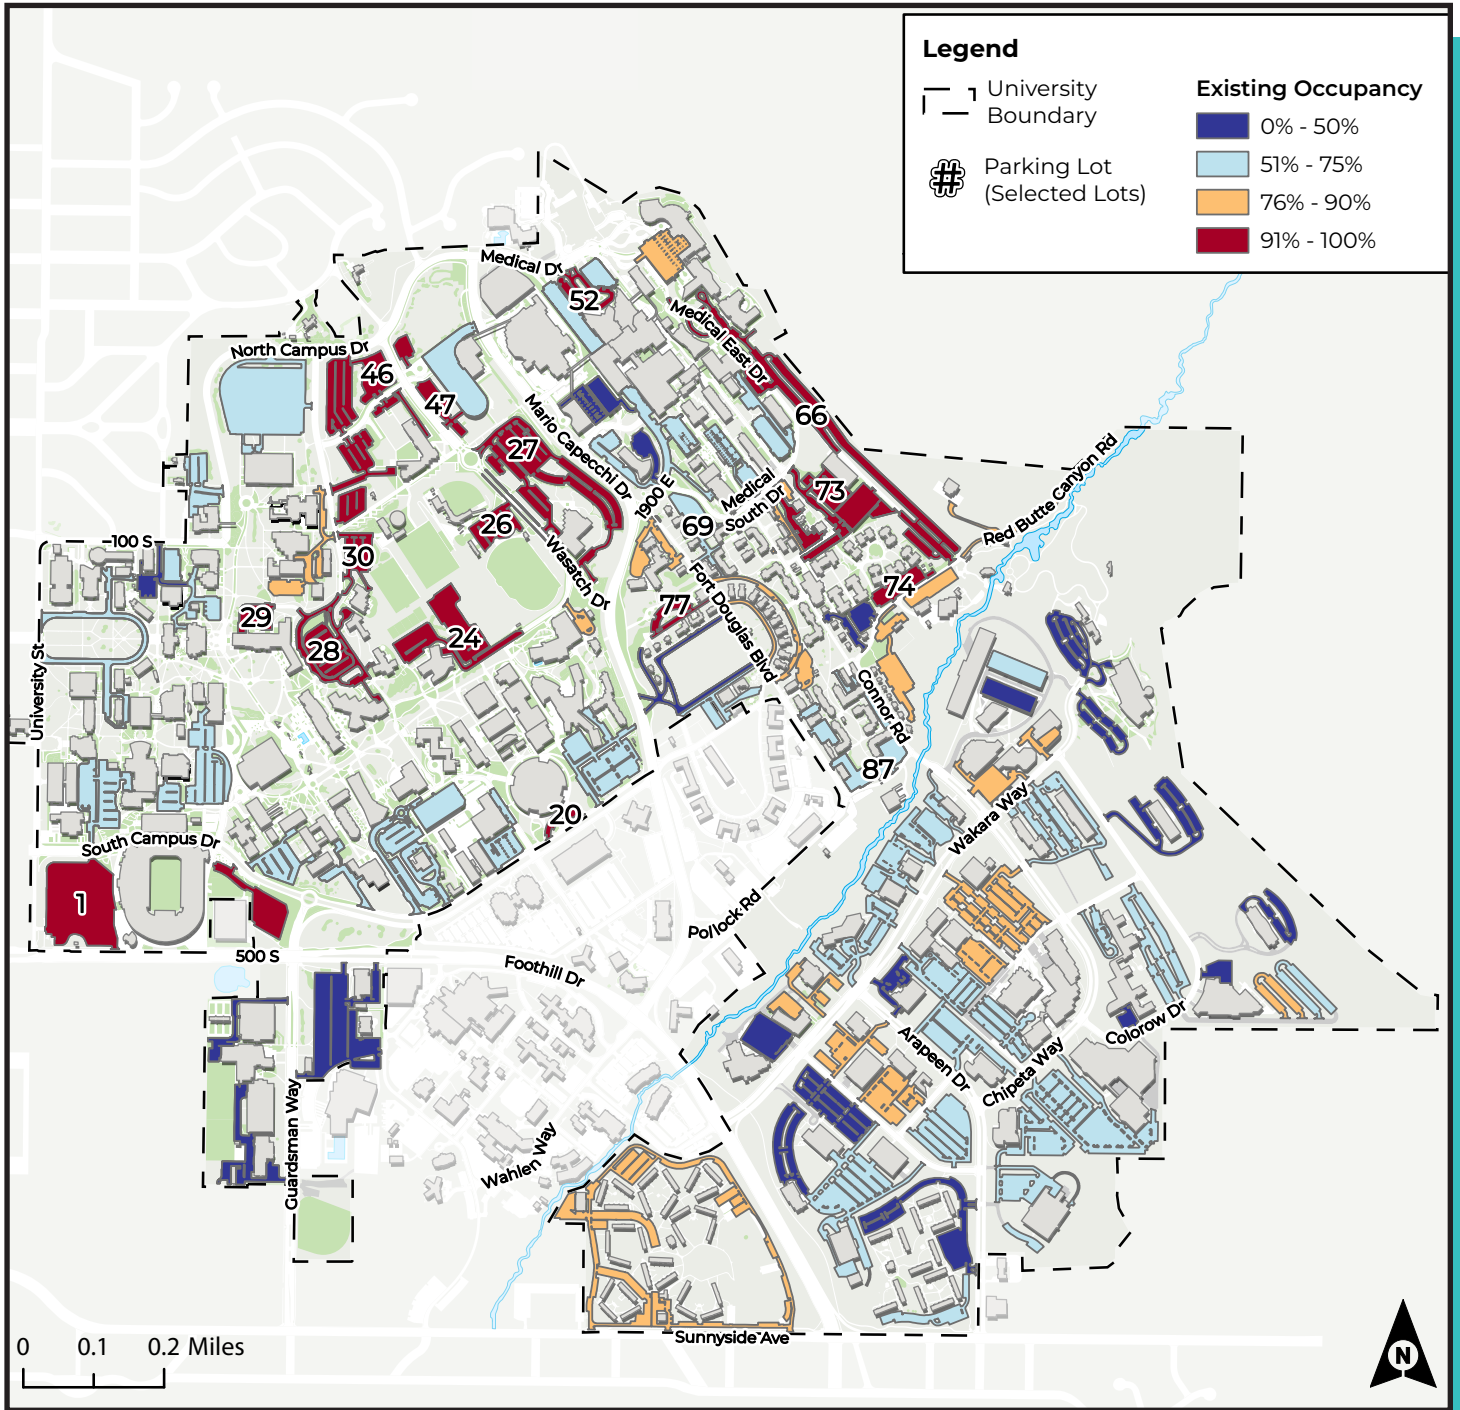 Legend
University
Boundary
#
Parking Lot
(Selected Lots)
Existing Occupancy
0% - 50%
51% - 75%
76% - 90%
91% - 100%
Medical Dr
52
Medical East Dr
North Campus Dr
46
47
Mario Capecchi Dr
66
27
1900 E
Medical
South Dr
73
Red Butte Canyon Rd
26
69
100 S
30
Wasatch Dr
Fort Douglas Blvd
74
77
29
24
28
University St
Connor Rd
87
20
Wakara Way
South Campus Dr
1
Pollock Rd
500 S
Foothill Dr
Arapeen Dr
Colorow Dr
Chipeta Way
Guardsman Way
Wahlen Way
Sunnyside Ave
0 0.1 0.2 Miles
N